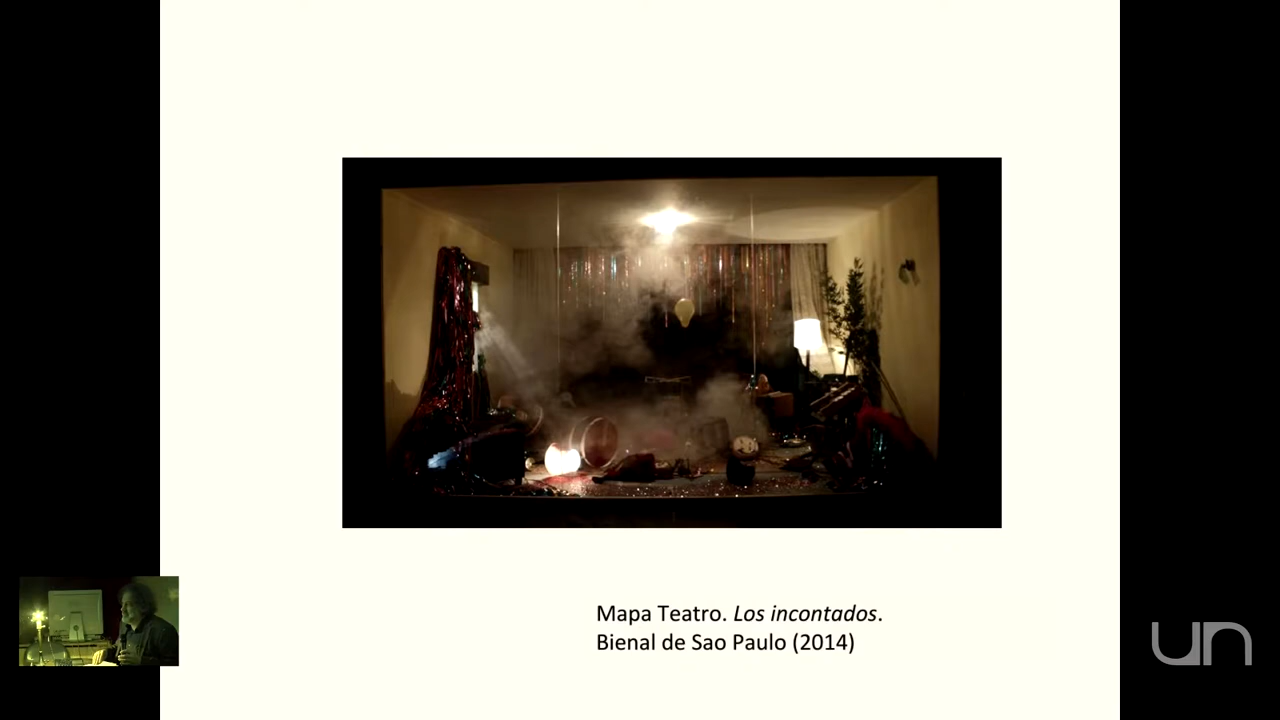 Mapa Teatro. Los incontados.
Bienal de Sao Paulo (2014)
un